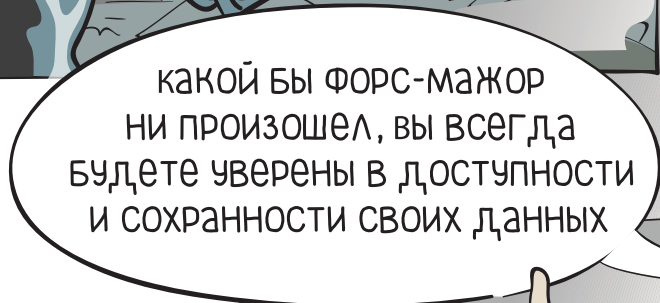 какой бы форс-мажор
ни произошел, вы всегда
будете уверены в доступности
и сохранности своих данных